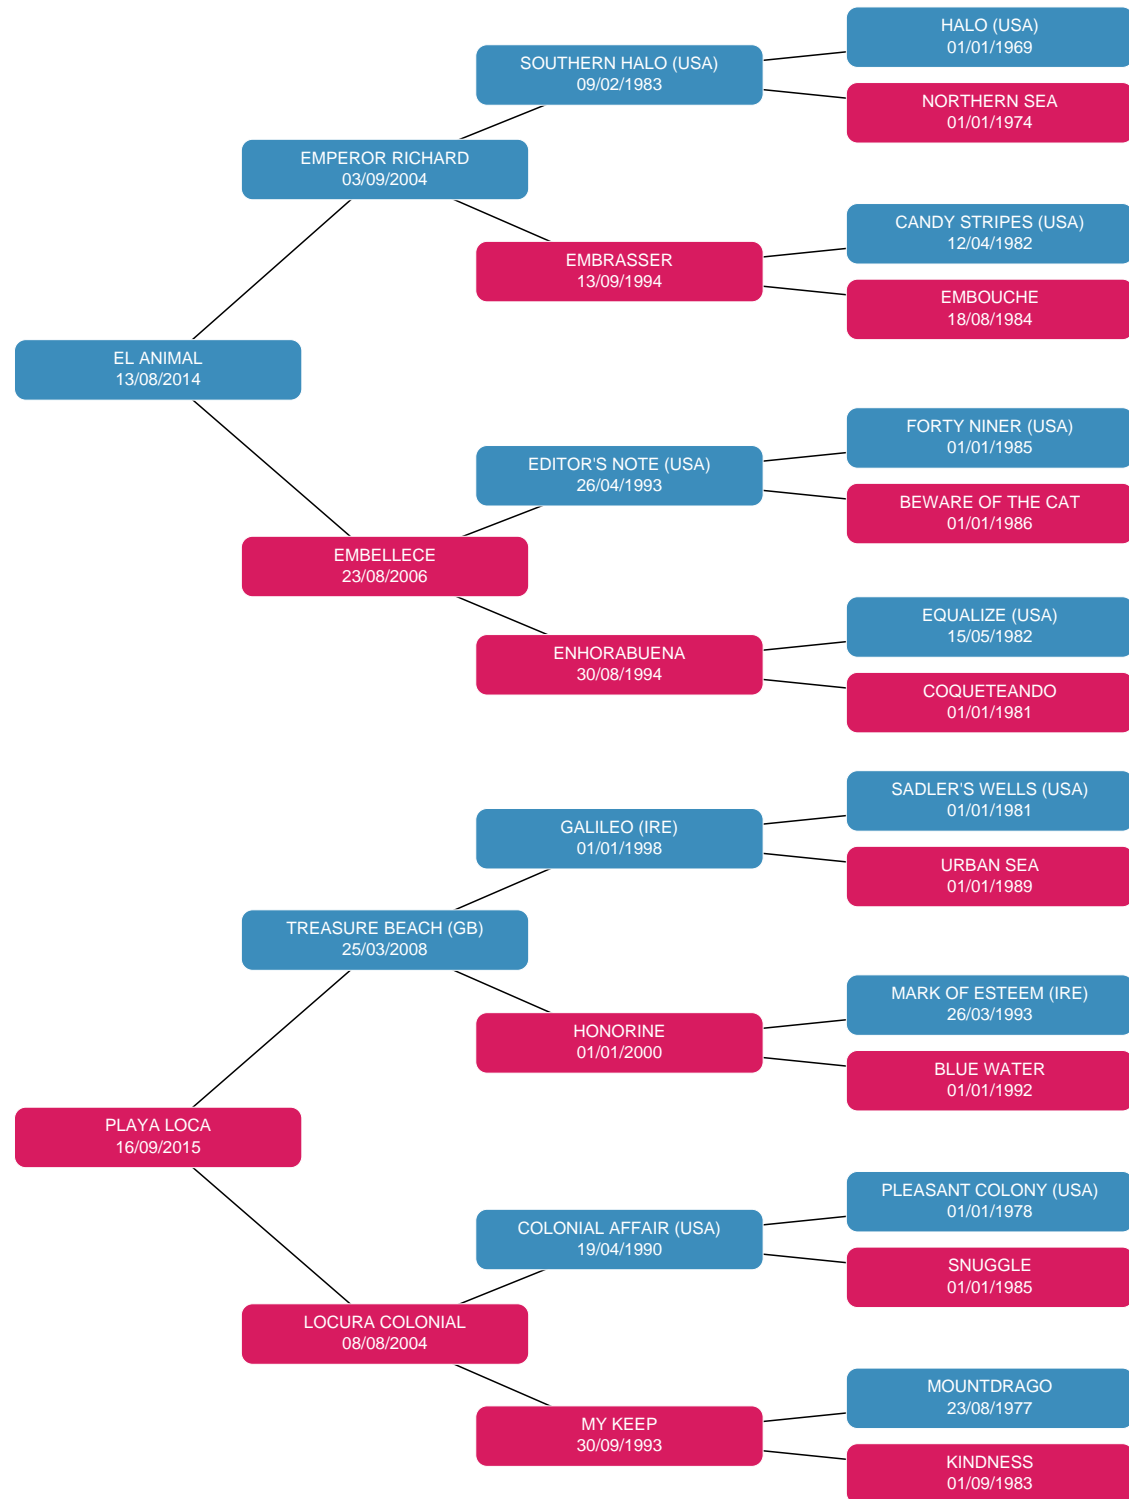 HALO (USA)
01/01/1969
SOUTHERN HALO (USA)
09/02/1983
NORTHERN SEA
01/01/1974
EMPEROR RICHARD
03/09/2004
CANDY STRIPES (USA)
12/04/1982
EMBRASSER
13/09/1994
EMBOUCHE
18/08/1984
EL ANIMAL
13/08/2014
FORTY NINER (USA)
01/01/1985
EDITOR'S NOTE (USA)
26/04/1993
BEWARE OF THE CAT
01/01/1986
EMBELLECE
23/08/2006
EQUALIZE (USA)
15/05/1982
ENHORABUENA
30/08/1994
COQUETEANDO
01/01/1981
SADLER'S WELLS (USA)
01/01/1981
GALILEO (IRE)
01/01/1998
URBAN SEA
01/01/1989
TREASURE BEACH (GB)
25/03/2008
MARK OF ESTEEM (IRE)
26/03/1993
HONORINE
01/01/2000
BLUE WATER
01/01/1992
PLAYA LOCA
16/09/2015
PLEASANT COLONY (USA)
01/01/1978
COLONIAL AFFAIR (USA)
19/04/1990
SNUGGLE
01/01/1985
LOCURA COLONIAL
08/08/2004
MOUNTDRAGO
23/08/1977
MY KEEP
30/09/1993
KINDNESS
01/09/1983